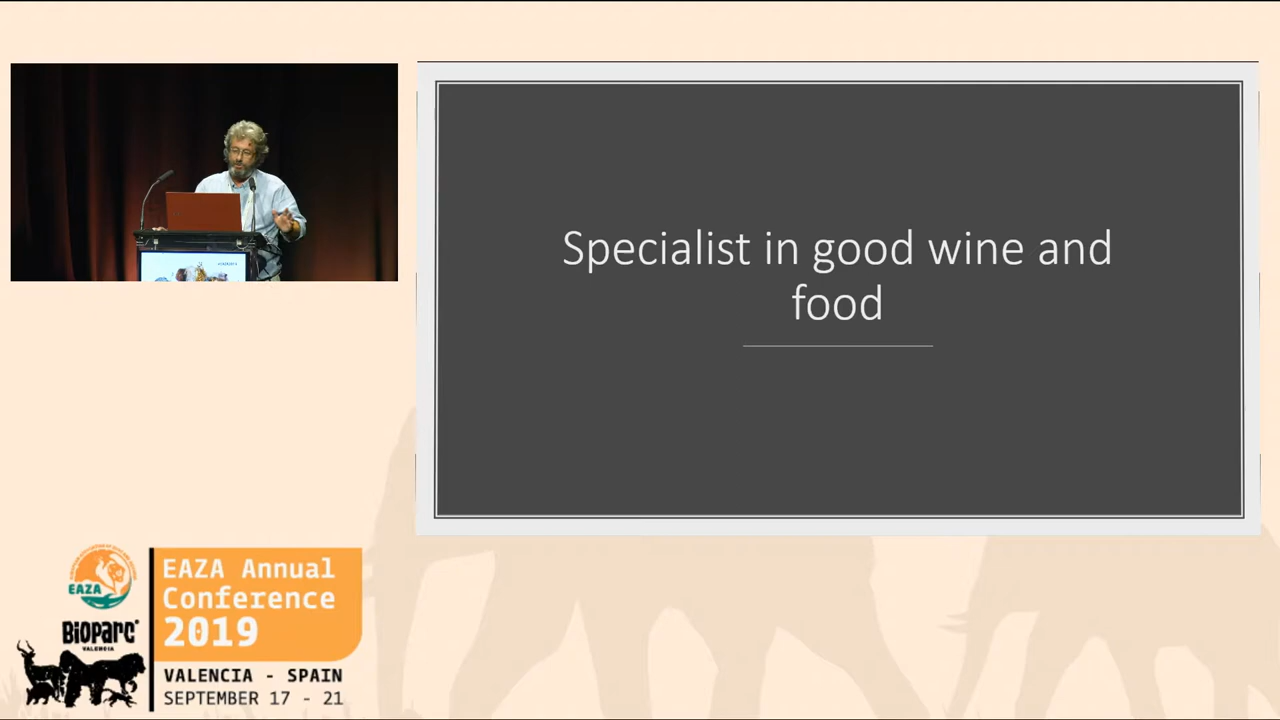 Specialist in good wine and
food
EAZA
BIOPARC
VALENCIA
EAZA Annual
Conference
2019
VALENCIA - SPAIN
SEPTEMBER 17 - 21